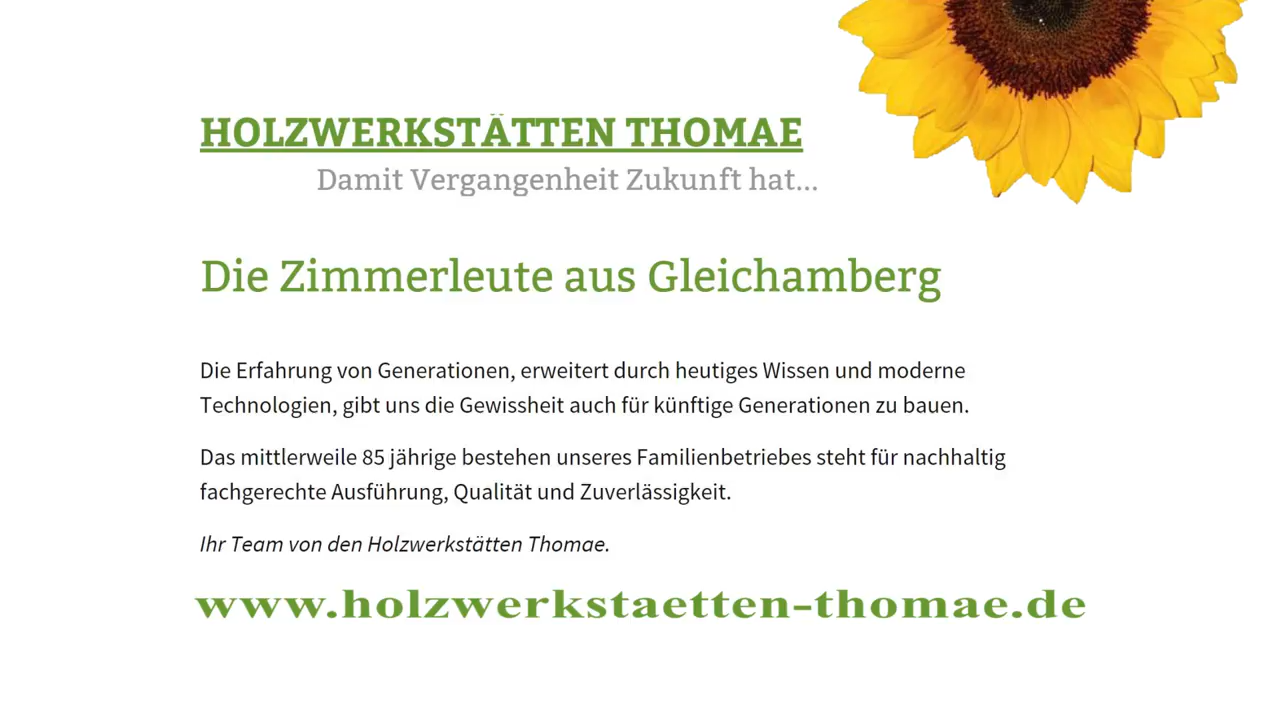 HOLZWERKSTÄTTEN THOMAE
Damit Vergangenheit Zukunft hat...
Die Zimmerleute aus Gleichamberg
Die Erfahrung von Generationen, erweitert durch heutiges Wissen und moderne
Technologien, gibt uns die Gewissheit auch für künftige Generationen zu bauen.
Das mittlerweile 85 jährige bestehen unseres Familienbetriebes steht für nachhaltig
fachgerechte Ausführung, Qualität und Zuverlässigkeit.
Ihr Team von den Holzwerkstätten Thomae.
www.holzwerkstaetten-thomae.de